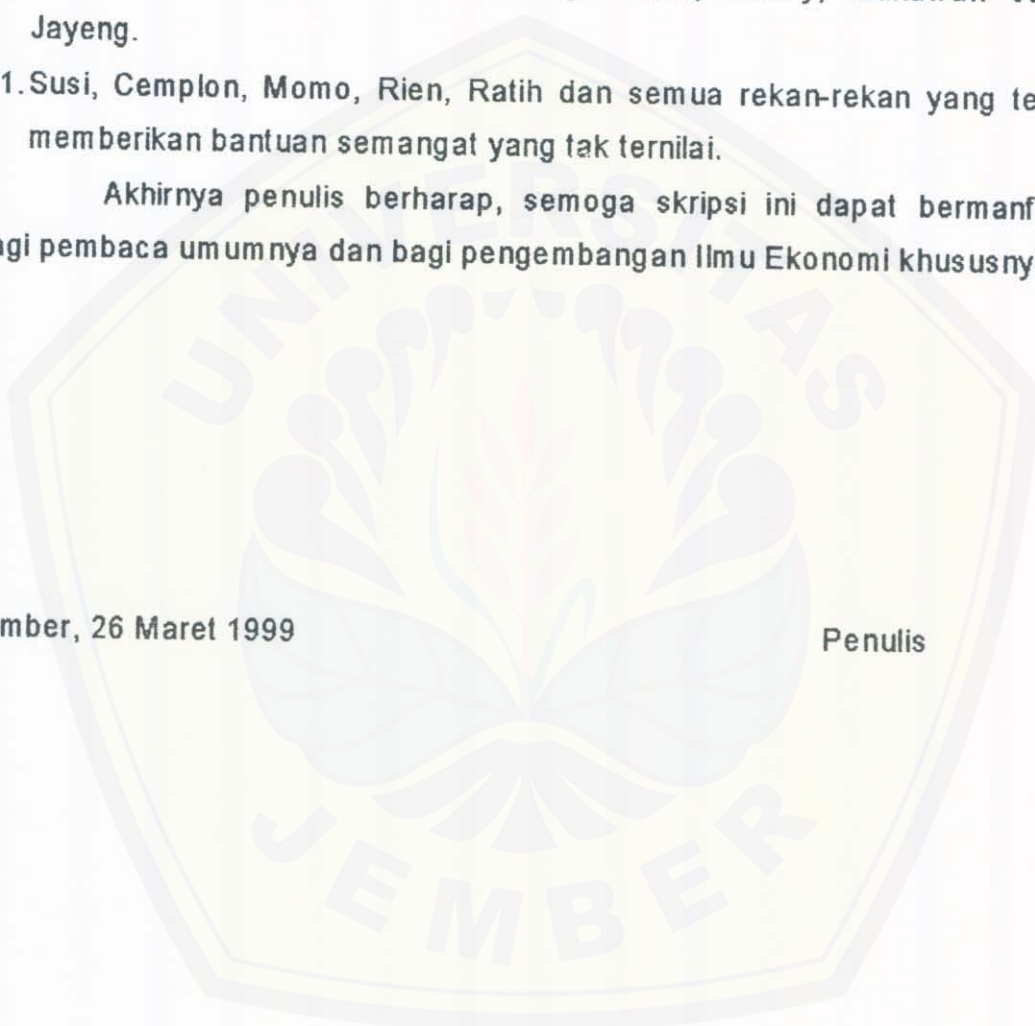 Jayeng.
1. Susi, Cemplon, Momo, Rien, Ratih dan semua rekan-rekan yang te
memberikan bantuan semangat yang tak ternilai.
Akhirnya penulis berharap, semoga skripsi ini dapat bermanf
gi pembaca umumnya dan bagi pengembangan Ilmu Ekonomi khususny
mber, 26 Maret 1999
Penulis
UNIVERSITAS
JEMBER